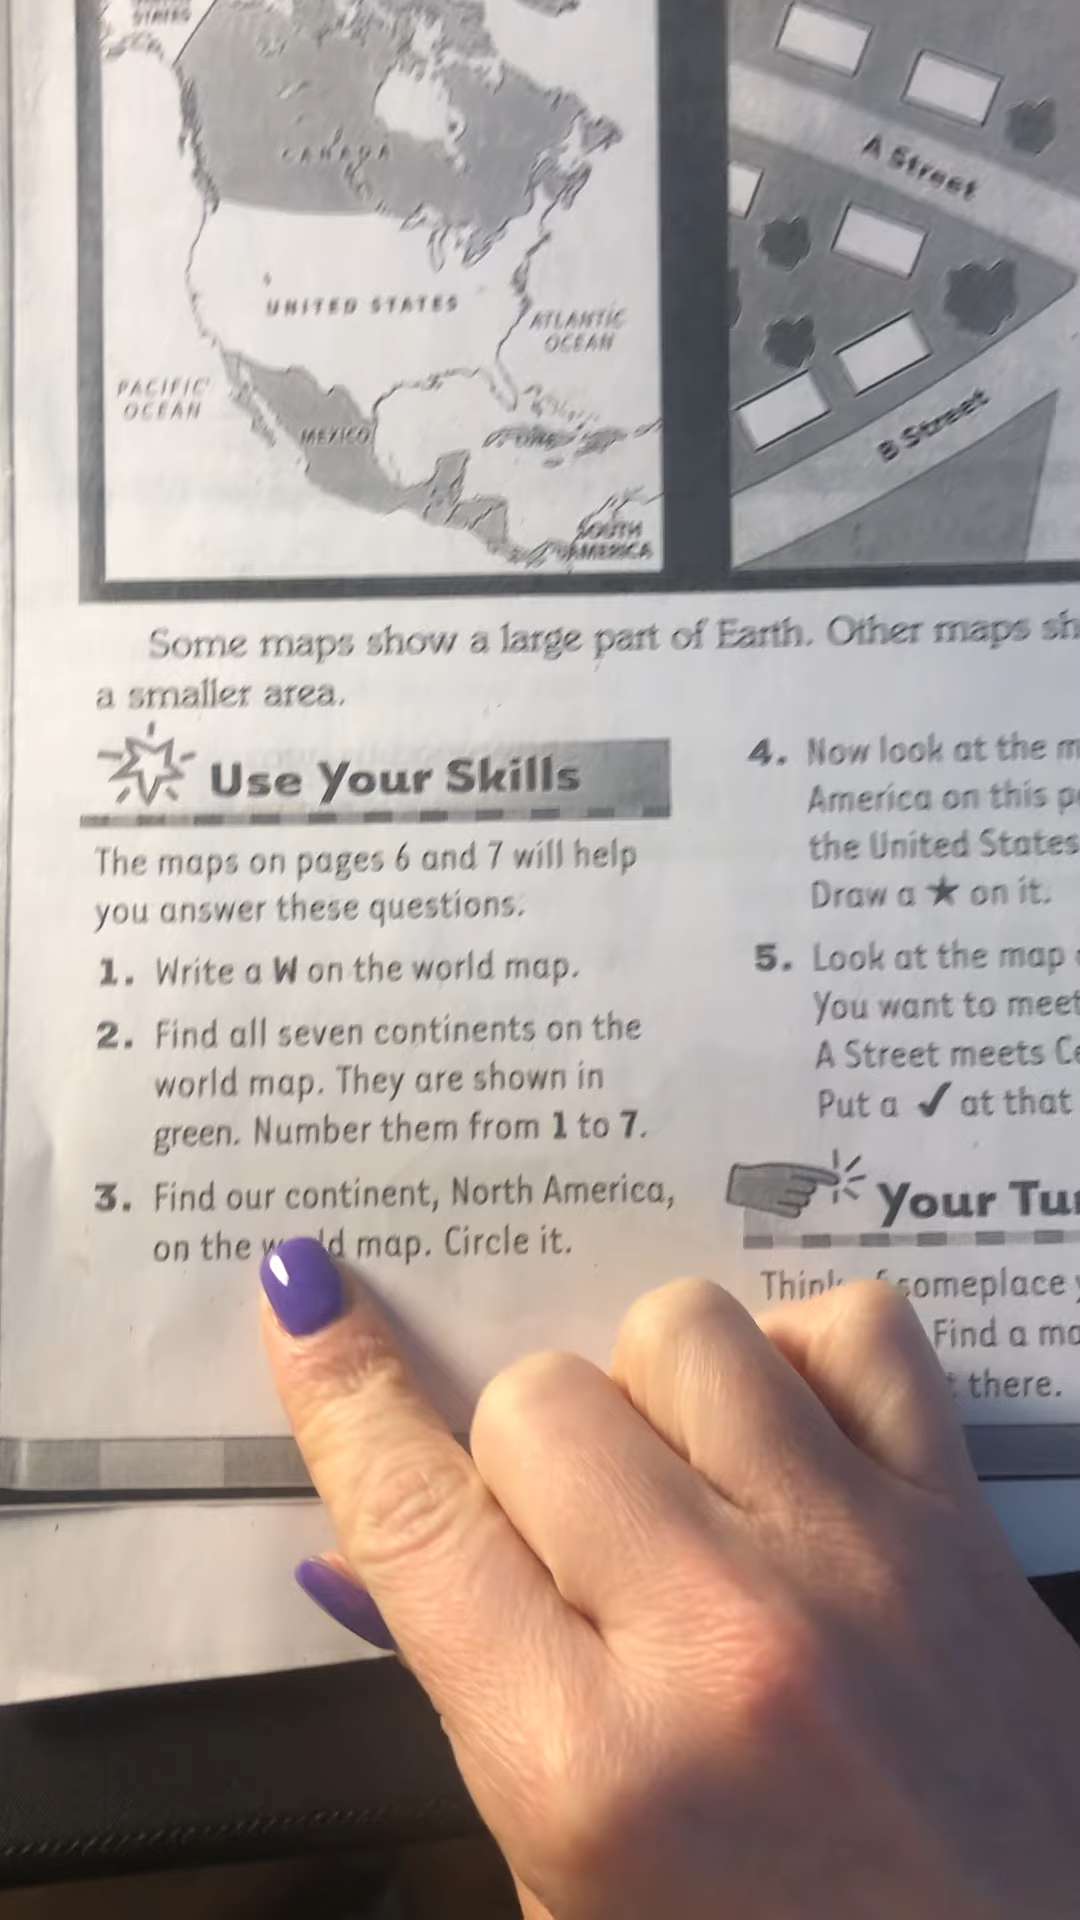 STATES
CANADA
UNITED STATES
ATLANTIC
OCEAN
PACIFIC
OCEAN
MEXICO
SOUTH
AMERICA
A Street
B Street
Some maps show a large part of Earth. Other maps sh
a smaller area.
Use Your Skills
The maps on pages 6 and 7 will help
you answer these questions.
1. Write a W on the world map.
2. Find all seven continents on the
world map. They are shown in
green. Number them from 1 to 7.
3. Find our continent, North America,
on the map. Circle it.
4. Now look at the m
America on this p
the United States
Draw a ★ on it.
5. Look at the map
You want to meet
A Street meets Ce
Put a ✓ at that
Your Tu
someplace
Find a ma
there.